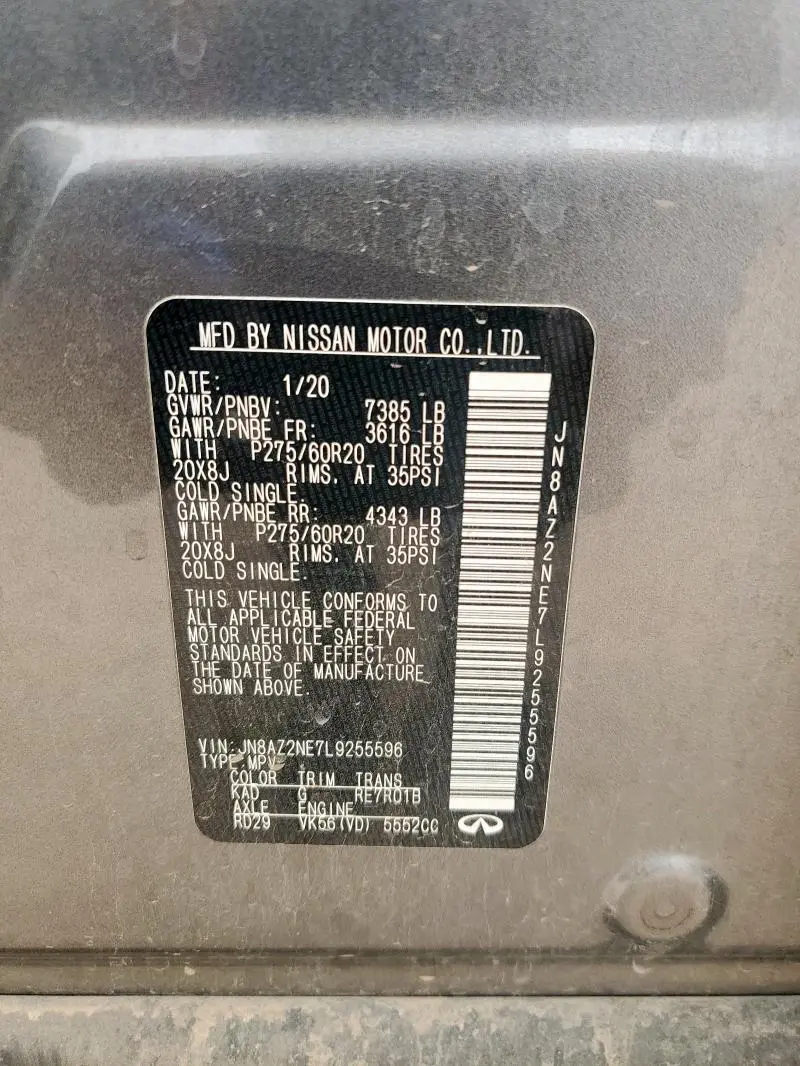 MFD BY NISSAN MOTOR CO.,LTD.
DATE: 1/20
GVWR/PNBV: 7385 LB
GAWR/PNBE FR: 3616 LB
WITH P275/60R20 TIRES
20X8J RIMS, AT 35PSI
COLD SINGLE.
GAWR/PNBE RR: 4343 LB
WITH P275/60R20 TIRES
20X8J RIMS, AT 35PSI
COLD SINGLE.
THIS VEHICLE CONFORMS TO
ALL APPLICABLE FEDERAL
MOTOR VEHICLE SAFETY
STANDARDS IN EFFECT ON
THE DATE OF MANUFACTURE
SHOWN ABOVE.
VIN:JN8AZ2NE7L9255596
TYPE:MPV
COLOR TRIM TRANS
KAD G RE7R01B
AXLE ENGINE
RD29 VK56(VD) 5552CC
JN8AZ2NE7L9255596